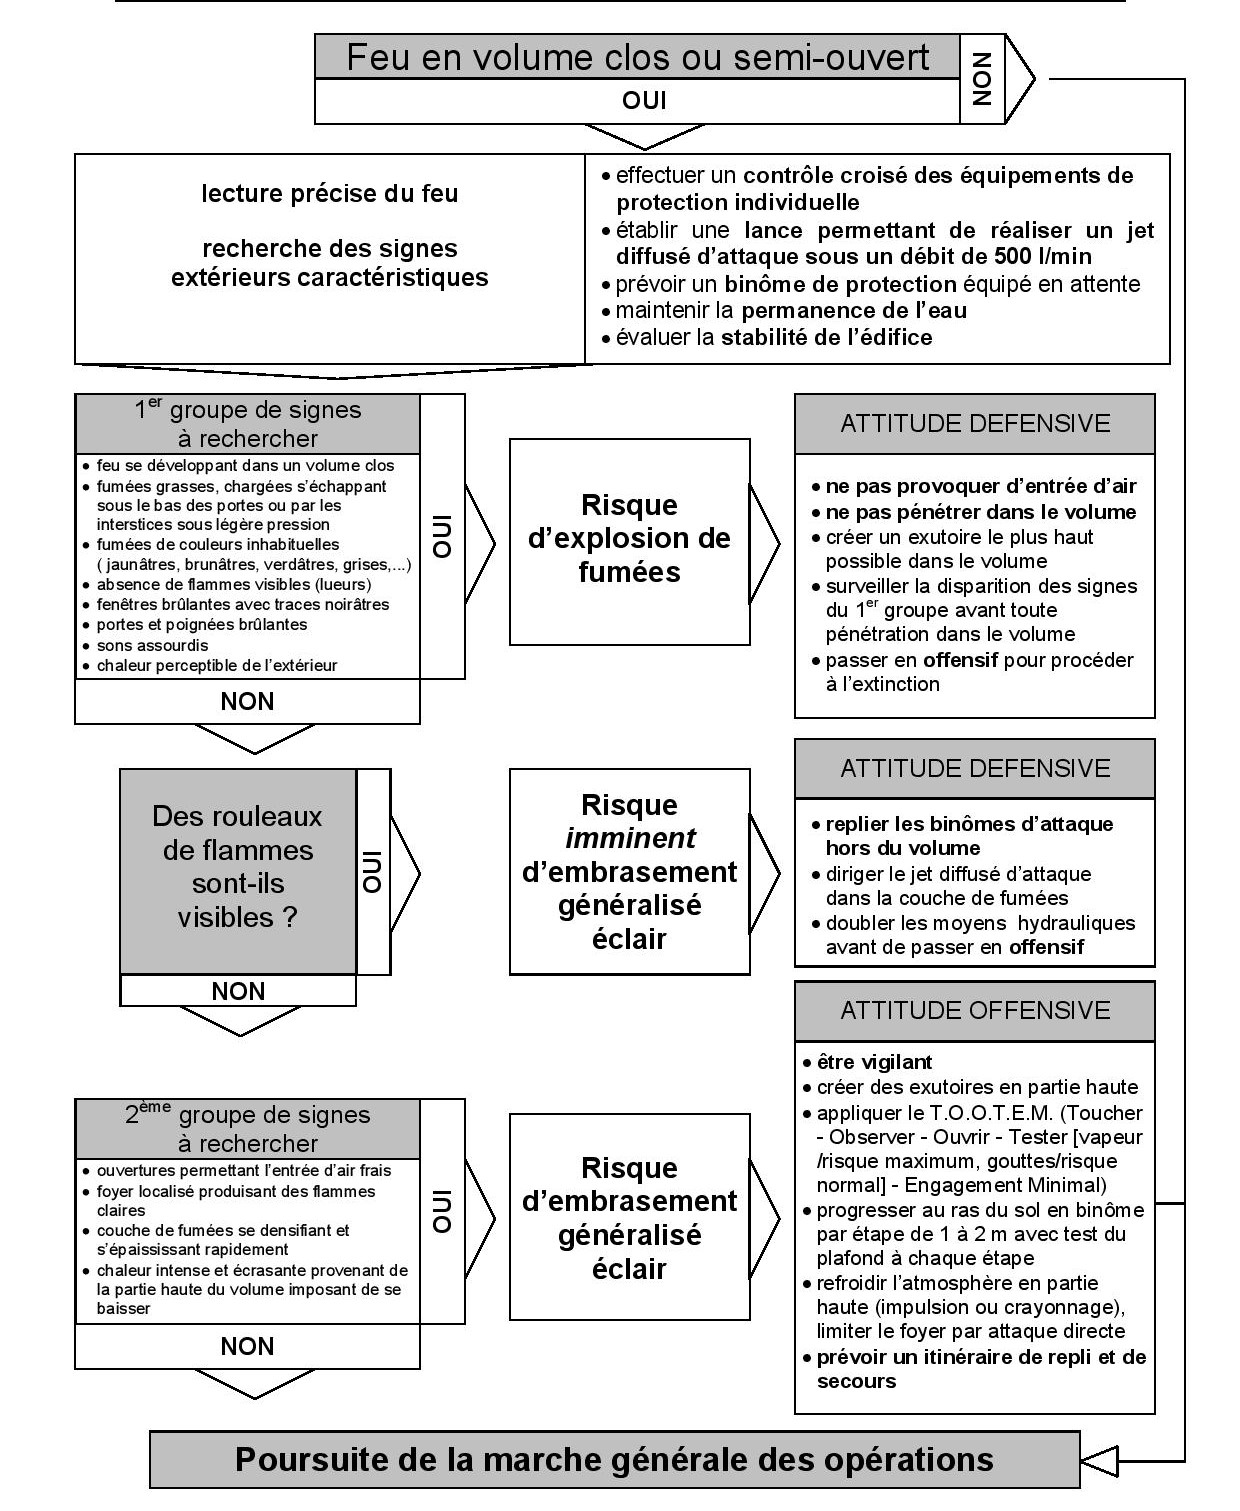 Feu en volume clos ou semi-ouvert
OUI
NON
lecture précise du feu
recherche des signes
extérieurs caractéristiques
• effectuer un contrôle croisé des équipements de
protection individuelle
• établir une lance permettant de réaliser un jet
diffusé d’attaque sous un débit de 500 l/min
• prévoir un binôme de protection équipé en attente
• maintenir la permanence de l’eau
• évaluer la stabilité de l’édifice
1er groupe de signes
à rechercher
• feu se développant dans un volume clos
• fumées grasses, chargées s’échappant
sous le bas des portes ou par les
interstices sous légère pression
• fumées de couleurs inhabituelles
( jaunâtres, brunâtres, verdâtres, grises,...)
• absence de flammes visibles (lueurs)
• fenêtres brûlantes avec traces noirâtres
• portes et poignées brûlantes
• sons assourdis
• chaleur perceptible de l’extérieur
OUI
NON
Risque
d’explosion de
fumées
ATTITUDE DEFENSIVE
• ne pas provoquer d’entrée d’air
• ne pas pénétrer dans le volume
• créer un exutoire le plus haut
possible dans le volume
• surveiller la disparition des signes
du 1er groupe avant toute
pénétration dans le volume
• passer en offensif pour procéder
à l’extinction
Des rouleaux
de flammes
sont-ils
visibles ?
OUI
NON
Risque
imminent
d’embrasement
généralisé
éclair
ATTITUDE DEFENSIVE
• replier les binômes d’attaque
hors du volume
• diriger le jet diffusé d’attaque
dans la couche de fumées
• doubler les moyens hydrauliques
avant de passer en offensif
2ème groupe de signes
à rechercher
• ouvertures permettant l’entrée d’air frais
• foyer localisé produisant des flammes
claires
• couche de fumées se densifiant et
s’épaississant rapidement
• chaleur intense et écrasante provenant de
la partie haute du volume imposant de se
baisser
OUI
NON
Risque
d’embrasement
généralisé
éclair
ATTITUDE OFFENSIVE
• être vigilant
• créer des exutoires en partie haute
• appliquer le T.O.O.T.E.M. (Toucher
- Observer - Ouvrir - Tester [vapeur
/risque maximum, gouttes/risque
normal] - Engagement Minimal)
• progresser au ras du sol en binôme
par étape de 1 à 2 m avec test du
plafond à chaque étape
• refroidir l’atmosphère en partie
haute (impulsion ou crayonnage),
limiter le foyer par attaque directe
• prévoir un itinéraire de repli et de
secours
Poursuite de la marche générale des opérations